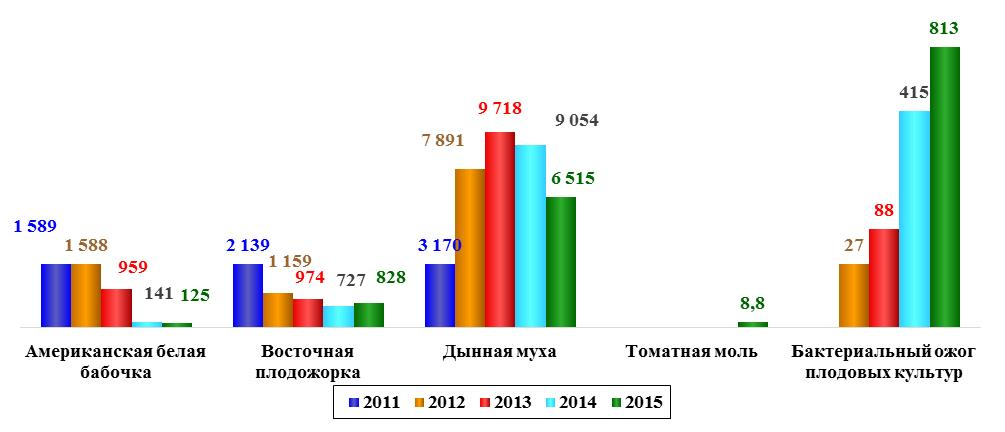 813
415
9 718
9 054
7 891
6 515
1 589
1 588
959
141
125
2 139
1 159
974
727
828
3 170
8,8
27
88
Американская белая
бабочка
Восточная
плодожорка
Дынная муха
Томатная моль
Бактериальный ожог
плодовых культур
2011 2012 2013 2014 2015